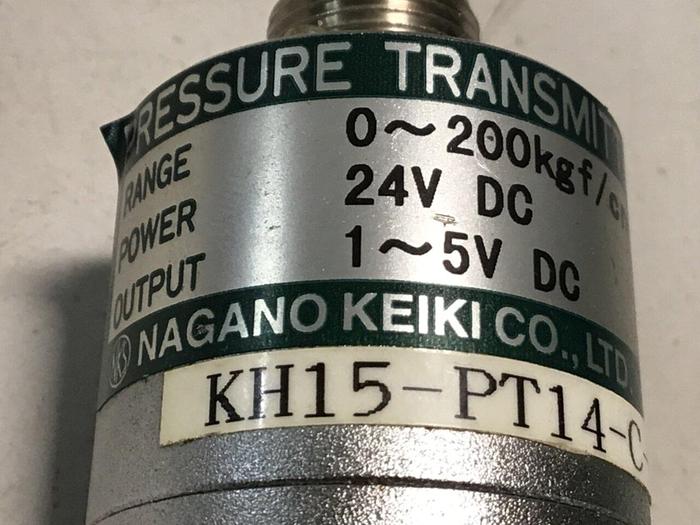 PRESSURE TRANSMIT
RANGE 0～200kgf/c
POWER 24V DC
OUTPUT 1～5V DC
NAGANO KEIKI CO., LTD.
KH15-PT14-C-